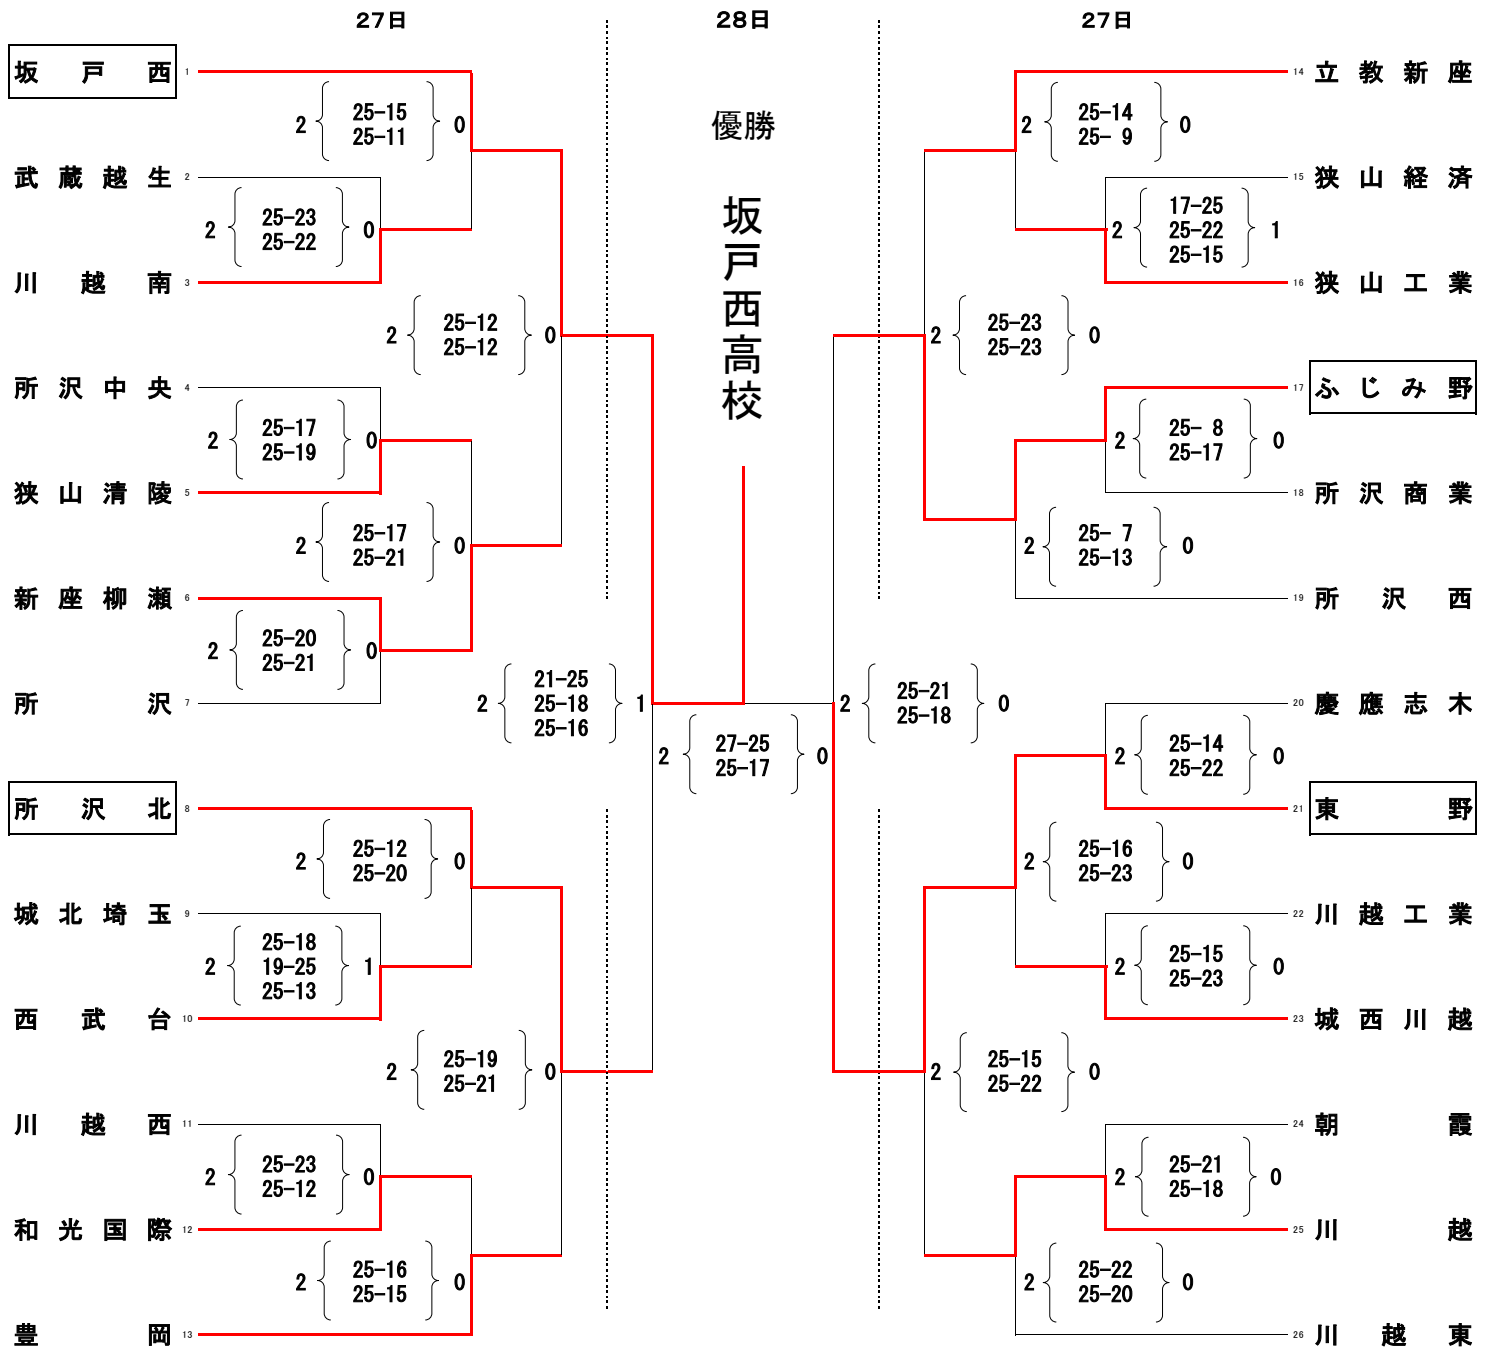 27日
28日
27日
優勝
坂戸西高校
坂戸西 1
2 25-15 0
25-11
武蔵越生 2
2 25-23 0
25-22
川越南 3
2 25-12 0
25-12
所沢中央 4
2 25-17 0
25-19
狭山清陵 5
2 25-17 0
25-21
新座柳瀬 6
2 25-20 0
25-21
所沢 7
21-25
2 25-18 1
25-16
所沢北 8
2 25-12 0
25-20
城北埼玉 9
25-18
2 19-25 1
25-13
西武台 10
2 25-19 0
25-21
川越西 11
2 25-23 0
25-12
和光国際 12
2 25-16 0
25-15
豊岡 13
2 27-25 0
25-17
14 立教新座
2 25-14 0
25- 9
15 狭山経済
17-25
2 25-22 1
25-15
16 狭山工業
2 25-23 0
25-23
17 ふじみ野
2 25- 8 0
25-17
18 所沢商業
2 25- 7 0
25-13
19 所沢西
2 25-21 0
25-18
20 慶應志木
2 25-14 0
25-22
21 東野
2 25-16 0
25-23
22 川越工業
2 25-15 0
25-23
23 城西川越
2 25-15 0
25-22
24 朝霞
2 25-21 0
25-18
25 川越
2 25-22 0
25-20
26 川越東